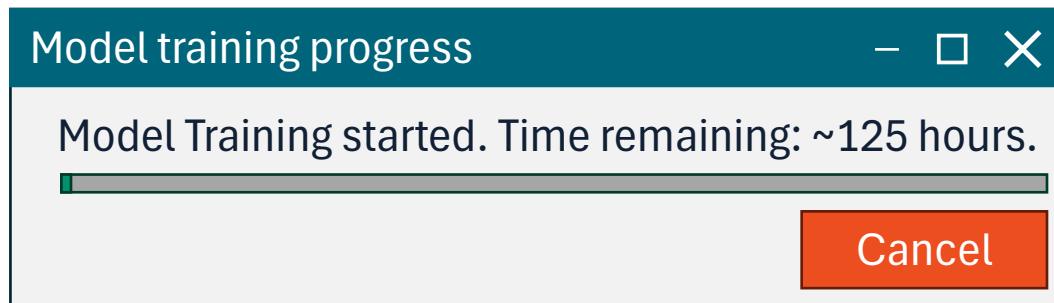 Model training progress
Model Training started. Time remaining: ~125 hours.
Cancel